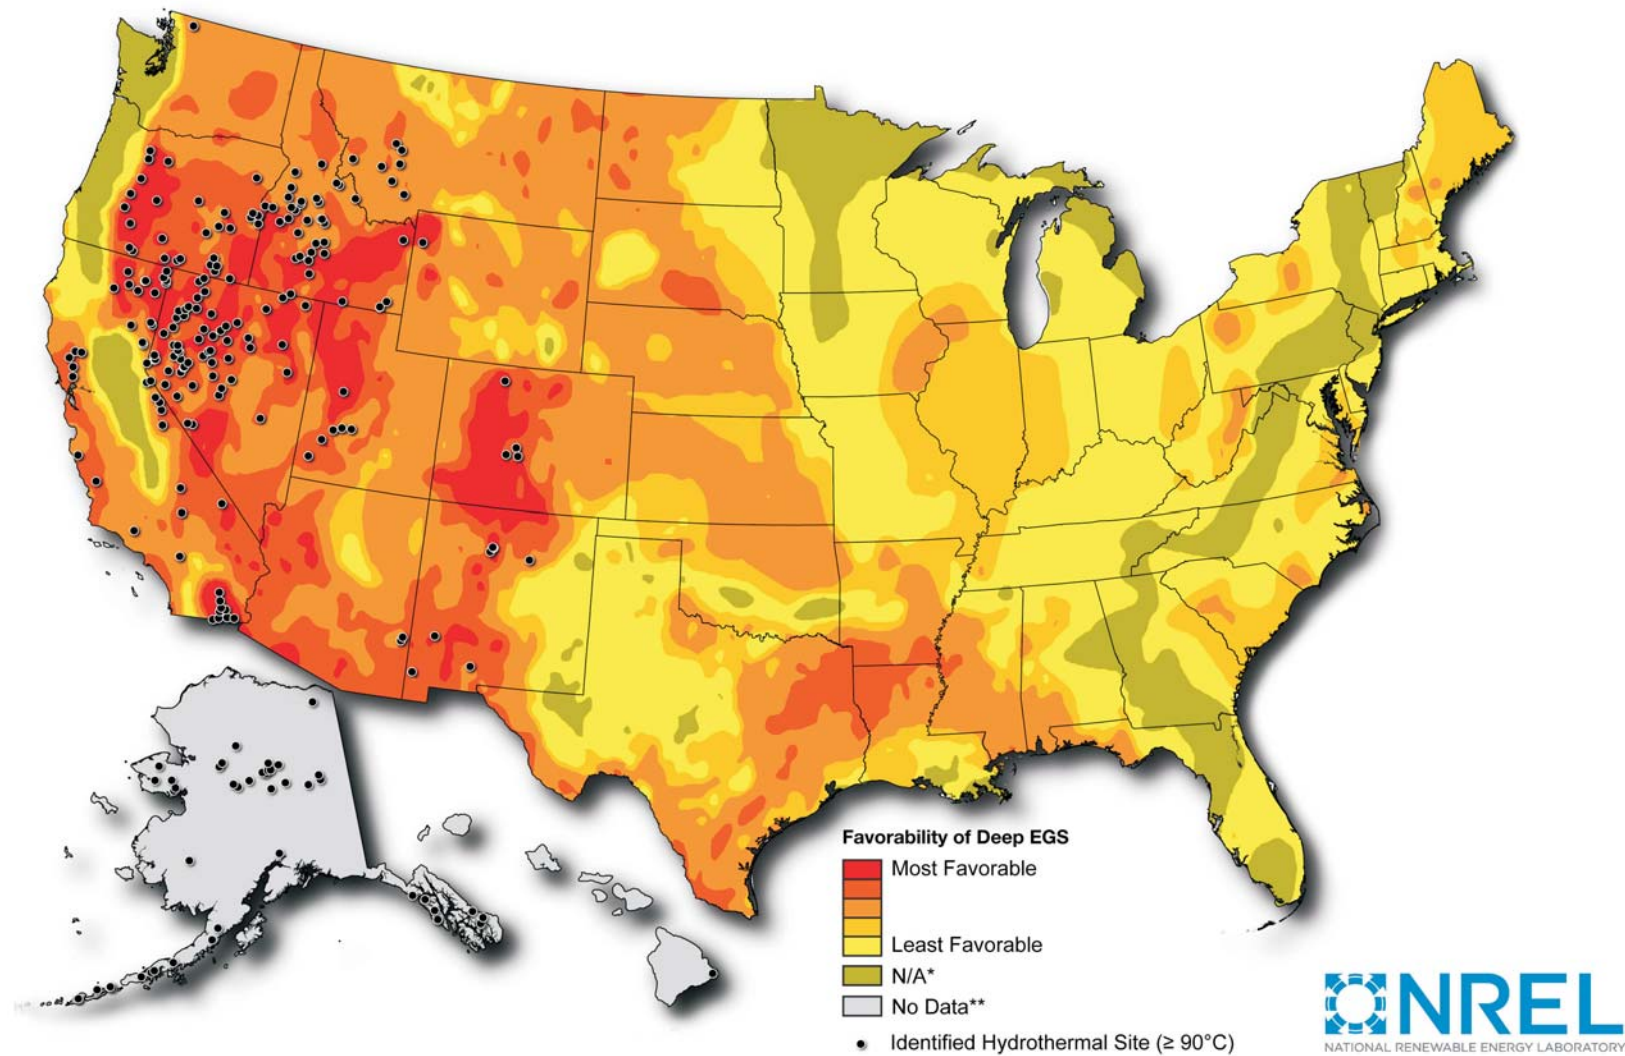 Favorability of Deep EGS
Most Favorable
Least Favorable
N/A*
No Data**
Identified Hydrothermal Site (≥ 90°C)
NREL
NATIONAL RENEWABLE ENERGY LABORATORY